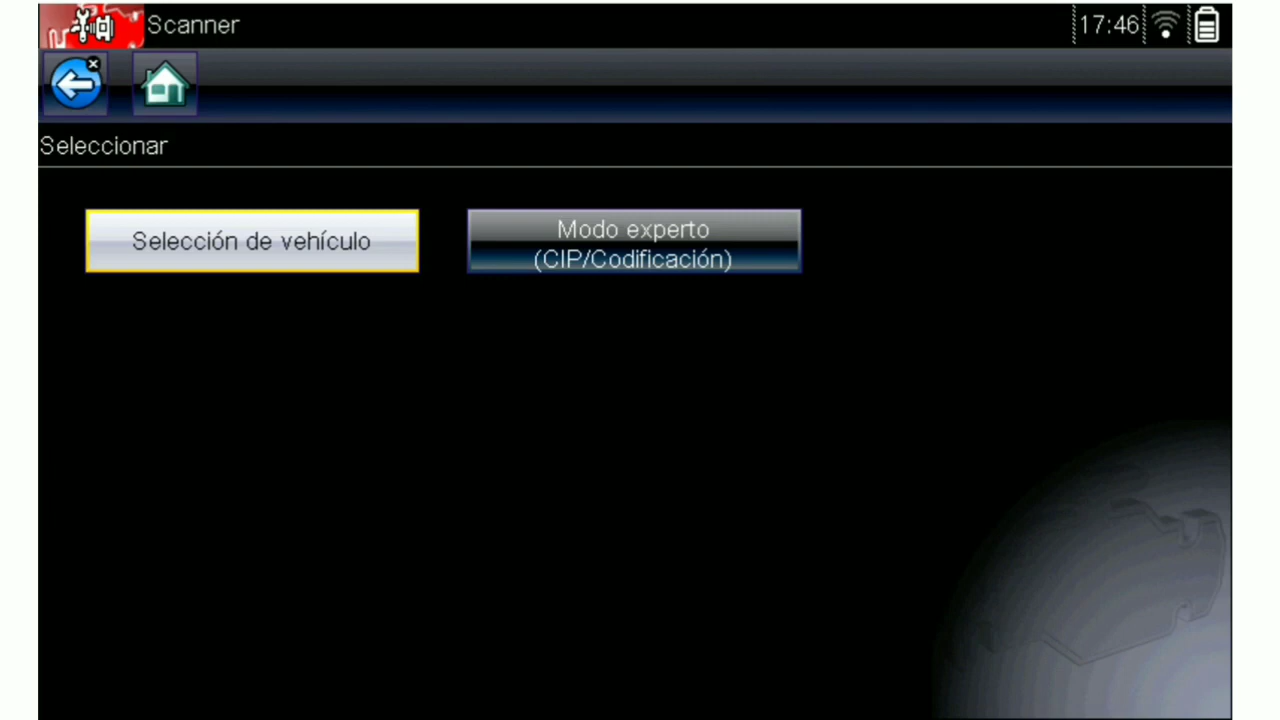 Scanner
17:46
Seleccionar
Selección de vehículo
Modo experto
(CIP/Codificación)